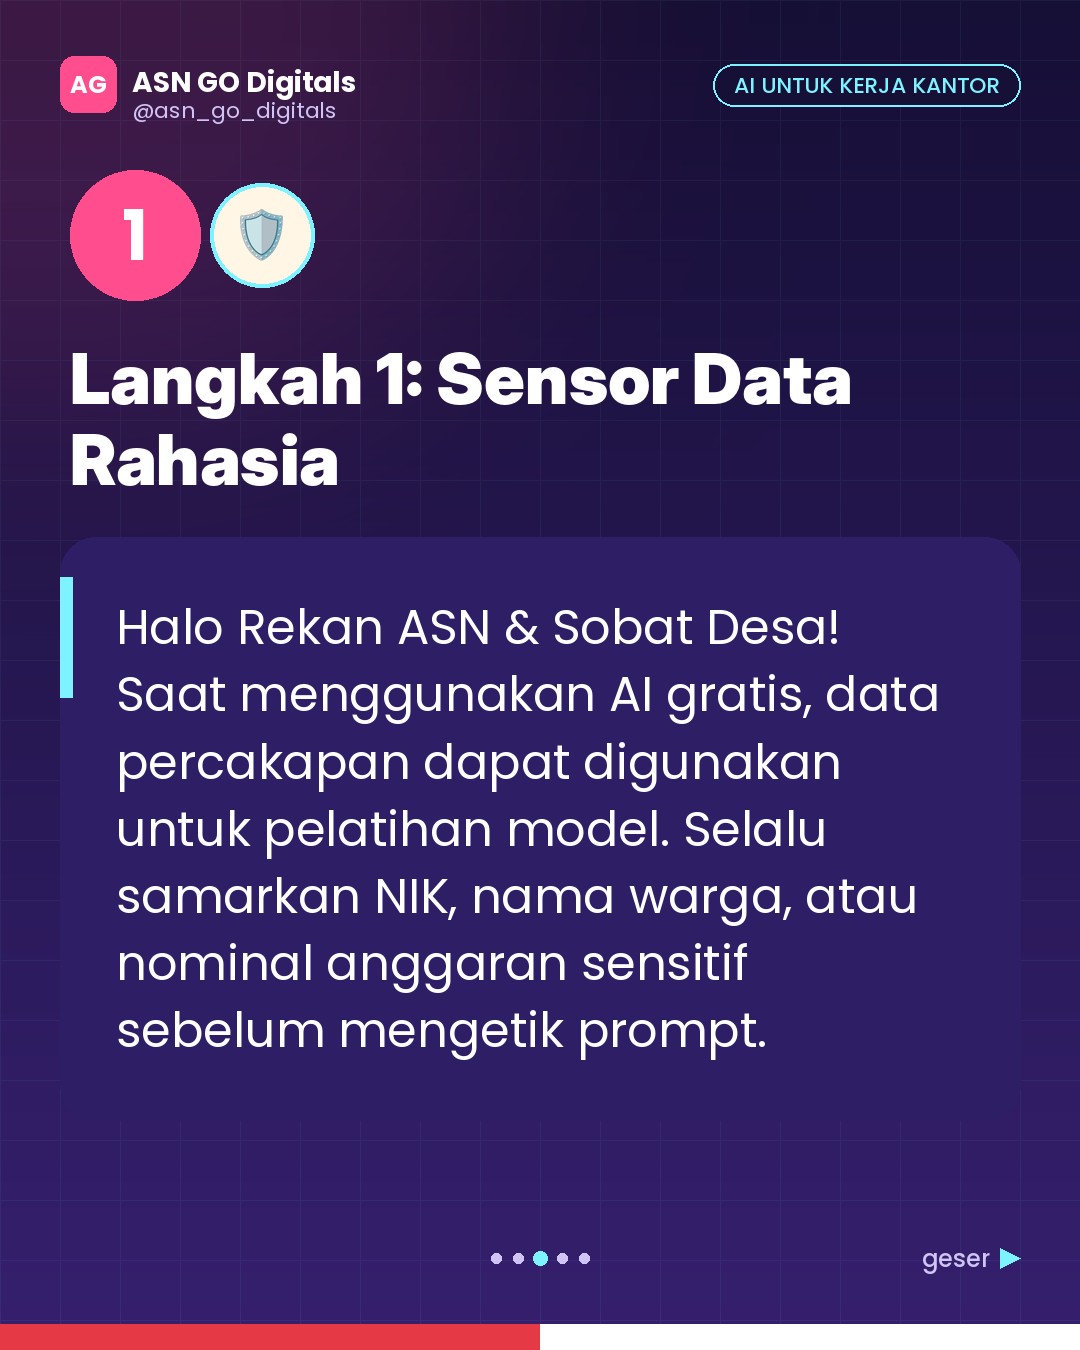 AG
ASN GO Digitals
@asn_go_digitals
AI UNTUK KERJA KANTOR
1
Langkah 1: Sensor Data
Rahasia
Halo Rekan ASN & Sobat Desa!
Saat menggunakan AI gratis, data
percakapan dapat digunakan
untuk pelatihan model. Selalu
samarkan NIK, nama warga, atau
nominal anggaran sensitif
sebelum mengetik prompt.
geser